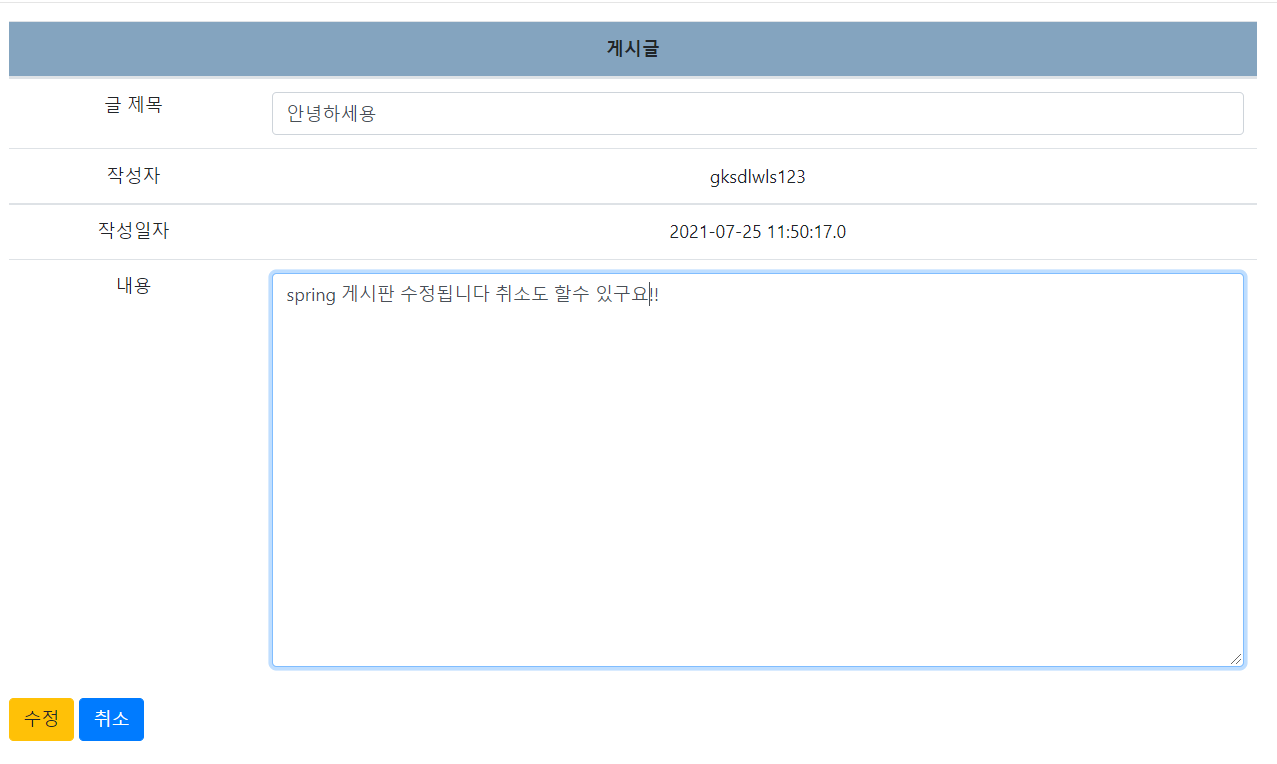 게시글
글 제목
안녕하세용
작성자
gksdlwls123
작성일자
2021-07-25 11:50:17.0
내용
spring 게시판 수정됩니다 취소도 할수 있구요!!
수정 취소